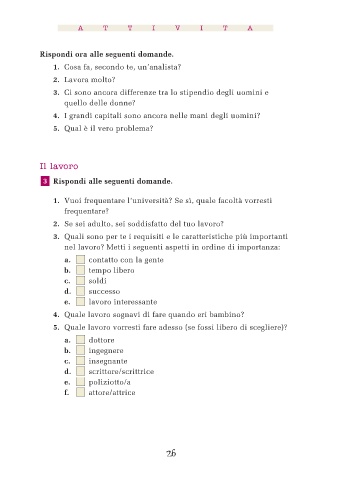 A T T I V I T A
Rispondi ora alle seguenti domande.
1. Cosa fa, secondo te, un'analista?
2. Lavora molto?
3. Ci sono ancora differenze tra lo stipendio degli uomini e
quello delle donne?
4. I grandi capitali sono ancora nelle mani degli uomini?
5. Qual è il vero problema?
Il lavoro
3 Rispondi alle seguenti domande.
1. Vuoi frequentare l'università? Se sì, quale facoltà vorresti
frequentare?
2. Se sei adulto, sei soddisfatto del tuo lavoro?
3. Quali sono per te i requisiti e le caratteristiche più importanti
nel lavoro? Metti i seguenti aspetti in ordine di importanza:
a. contatto con la gente
b. tempo libero
c. soldi
d. successo
e. lavoro interessante
4. Quale lavoro sognavi di fare quando eri bambino?
5. Quale lavoro vorresti fare adesso (se fossi libero di scegliere)?
a. dottore
b. ingegnere
c. insegnante
d. scrittore/scrittrice
e. poliziotto/a
f. attore/attrice
26